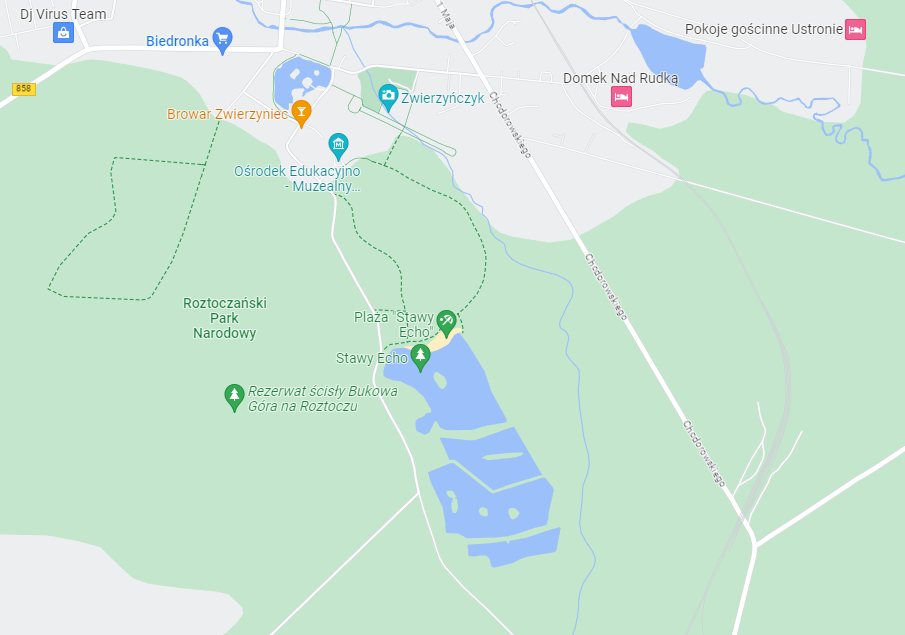 Dj Virus Team
1 Maja
Biedronka
Pokoje gościnne Ustronie
858
Domek Nad Rudką
Zwierzyńczyk
Chodorowskiego
Browar Zwierzyniec
Ośrodek Edukacyjno
- Muzealny...
Chodorowskiego
Roztoczański
Park
Narodowy
Plaża "Stawy
Echo"
Stawy Echo
Rezerwat ścisły Bukowa
Góra na Roztoczu
Chodorowskiego